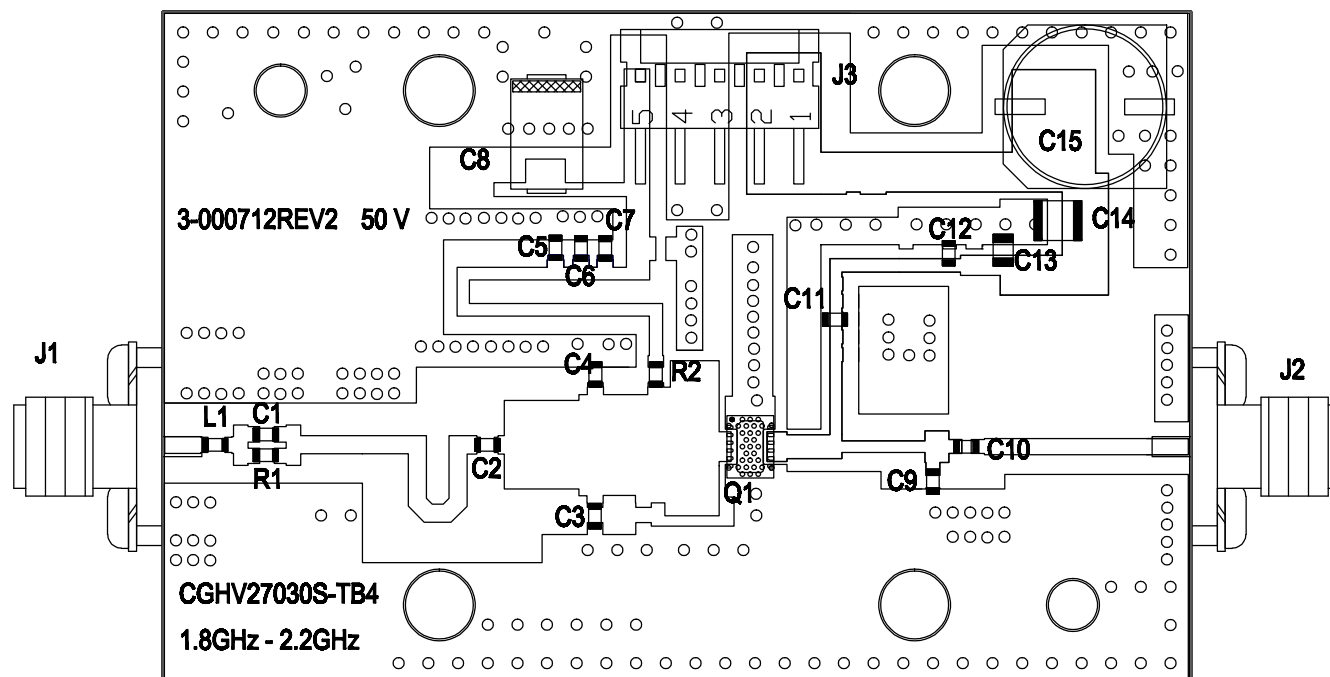 J3
5 4 3 2 1
C8
C15
3-000712REV2 50 V
C7
C14
C5
C6
C12
C13
C11
J1
C4
R2
J2
L1
C1
R1
C2
C10
C9
Q1
C3
CGHV27030S-TB4
1.8GHz - 2.2GHz